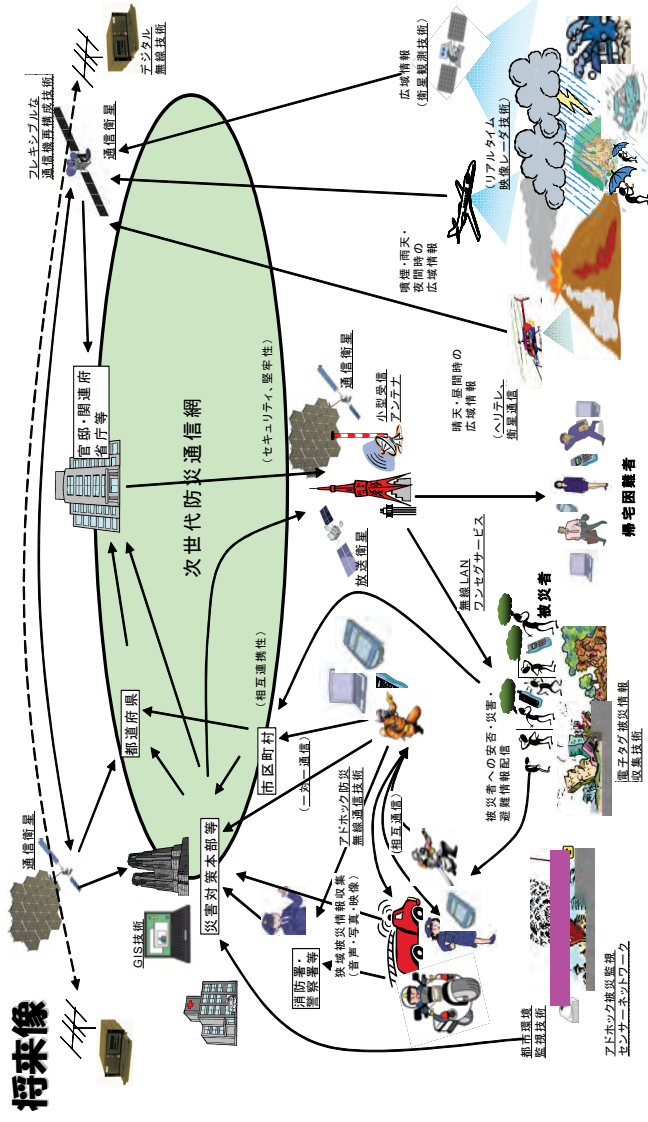 将来像
通信衛星
フレキシブルな
通信機再構成技術
通信衛星
デジタル
無線技術
GIS技術
災害対策本部等
都道府県
官邸・関連府
省庁等
次世代防災通信網
(相互連携性)
(セキュリティ、堅牢性)
市区町村
(一対一通信)
消防署・
警察署等
狭域被災情報収集
(音声・写真・映像)
アドホック防災
無線通信技術
(相互通信)
放送衛星
通信衛星
小型受信
アンテナ
無線LAN
ワンセグサービス
噴煙・雨天・
夜間時の
広域情報
広域情報
(衛星観測技術)
(リアルタイム
映像レーダ技術)
晴天・昼間時の
広域情報
(ヘリテレ、
衛星通信)
都市環境
監視技術
アドホック被災監視
センサーネットワーク
被災者への安否・災害・
避難情報配信
被災者
電子タグ被災情報
収集技術
帰宅困難者